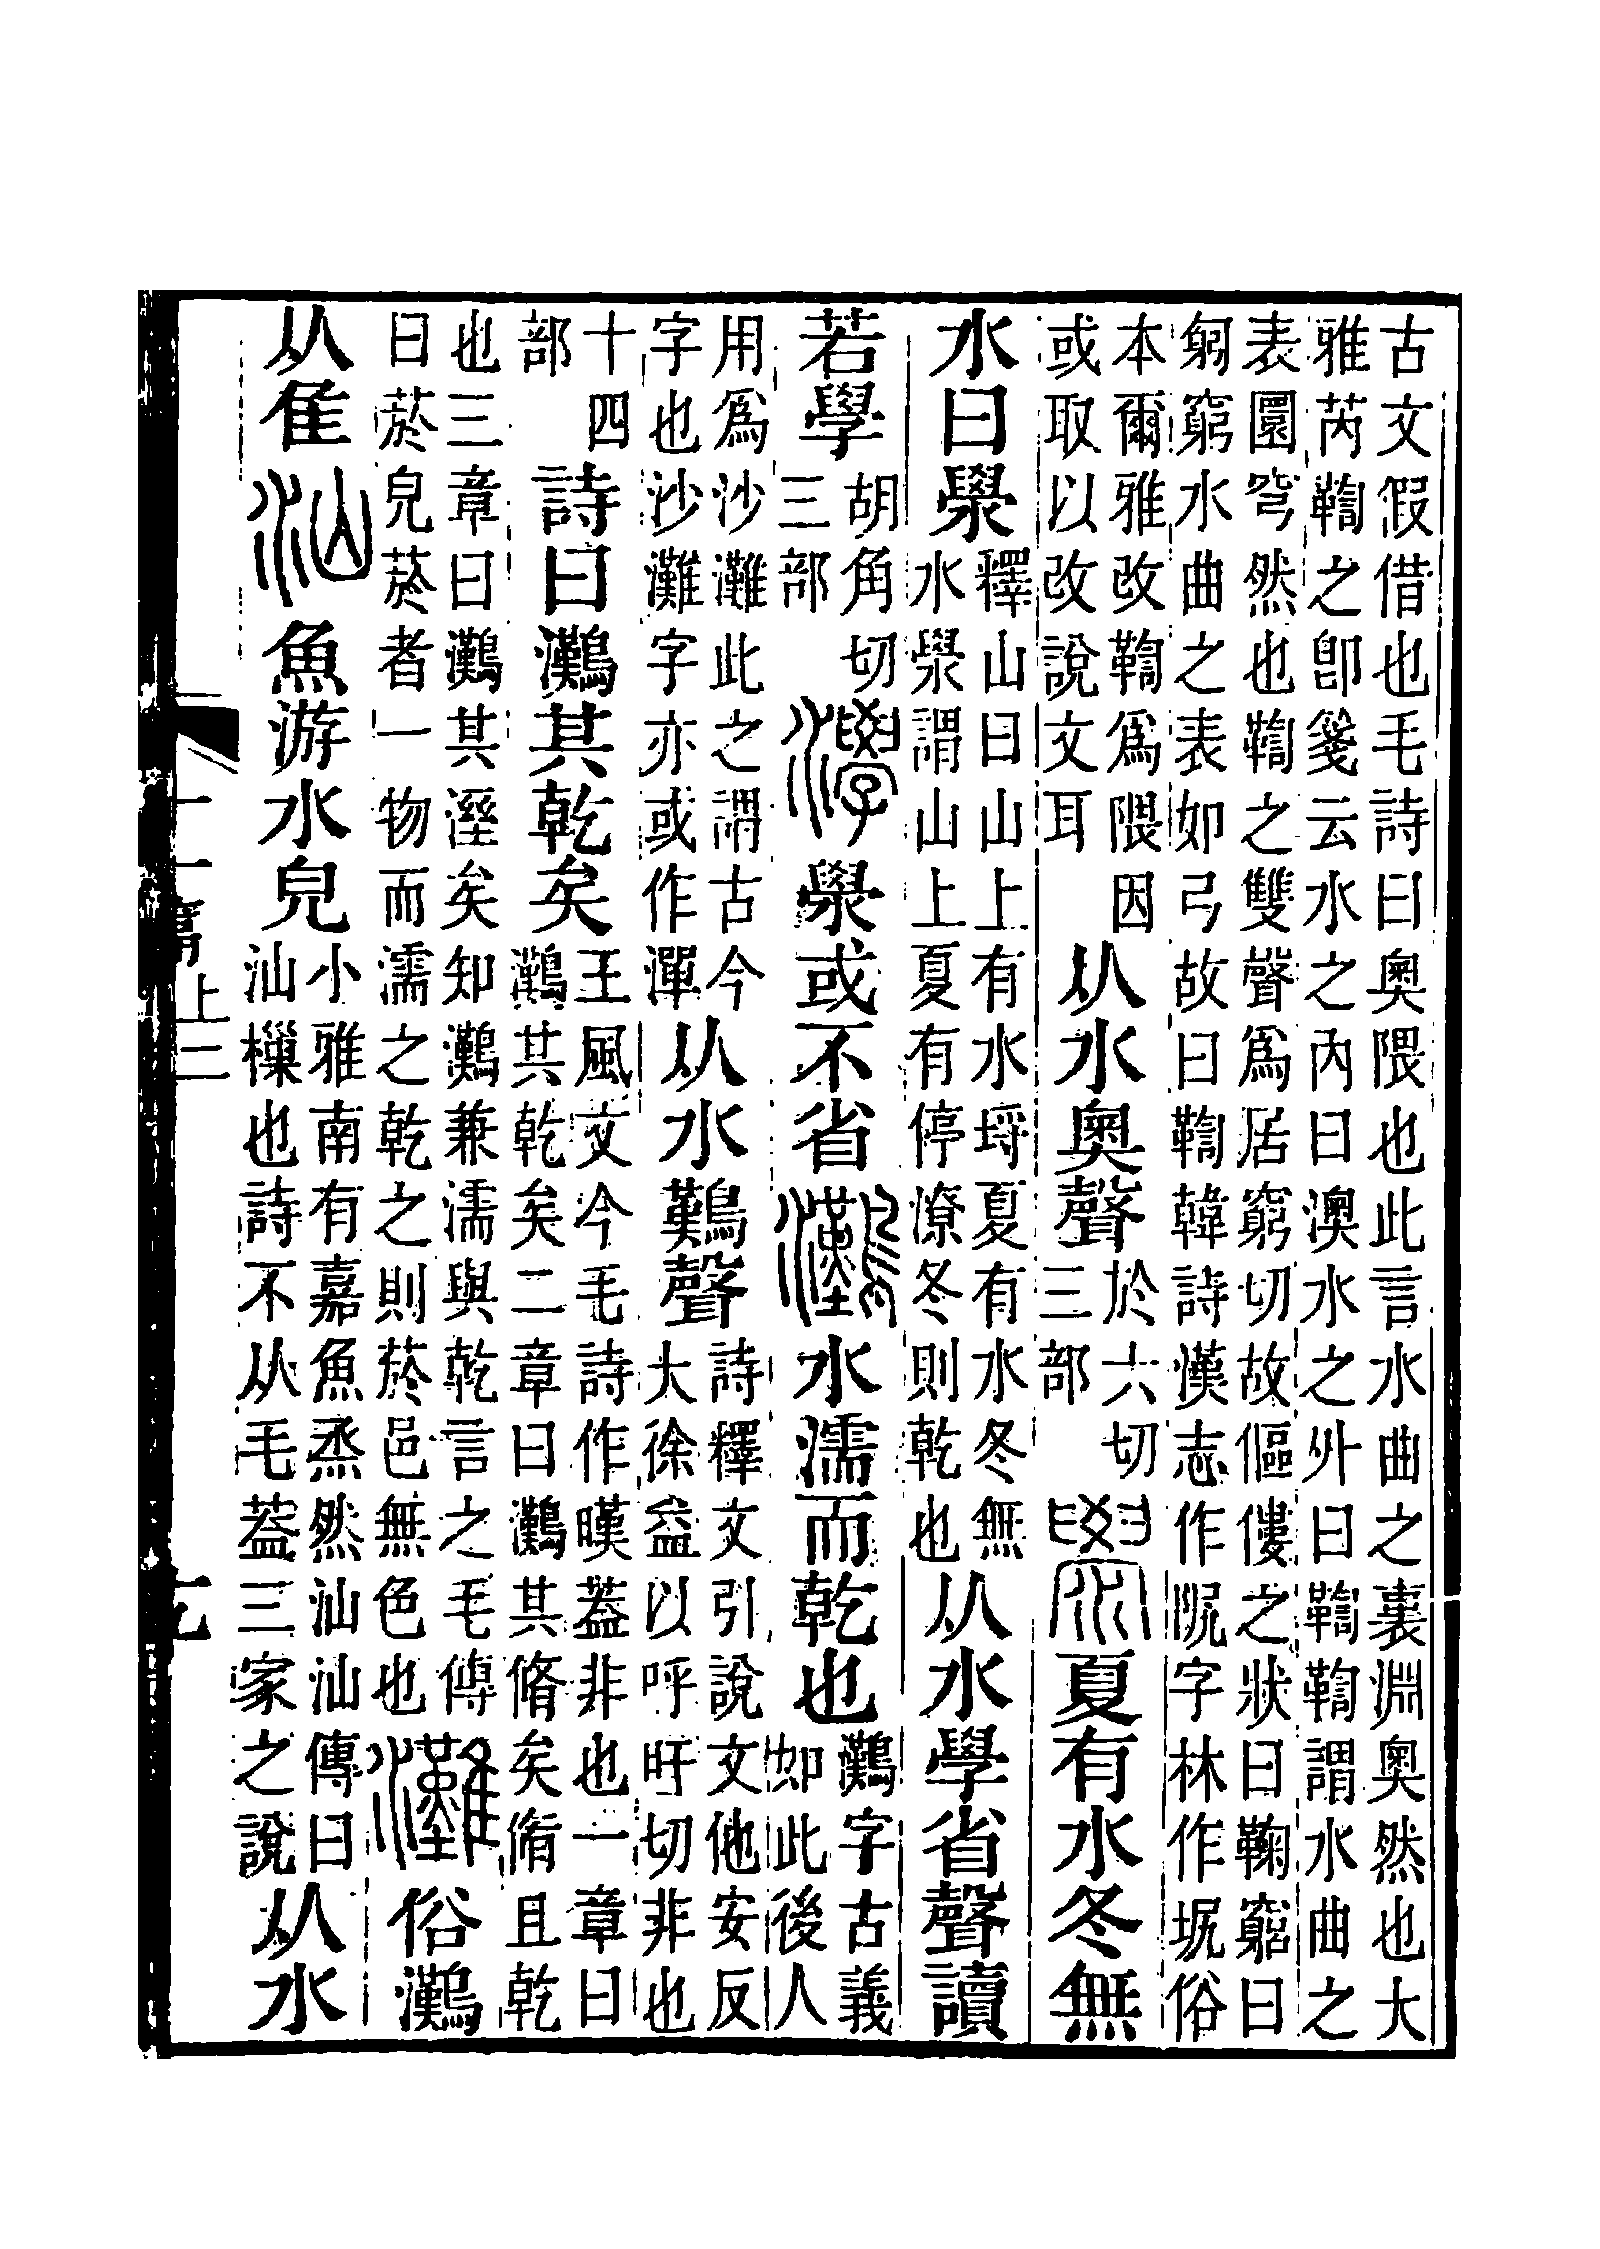 古文假借也毛詩曰奧隈也此言水曲之裏淵奧然也大
雅芮鞫之卽箋云水之內曰澳水之外曰鞫鞫謂水曲之
表圜穹然也鞫之雙聲爲居窮切故傴僂之狀曰鞠竆曰
匑窮水曲之表如弓故曰鞫韓詩漢志作字林作俗
本爾雅改鞫爲隈因
或取以改說文耳
从水奧聲
於六切
三部
澩夏有水冬無
水曰澩
釋山曰山上有水埒夏有水冬無
水澩謂山上夏有停潦冬則乾也
从水學省聲讀
若學
胡角切
三部
澩或不省
灘水濡而乾也
灘字古義
如此後人
用爲沙灘此之謂古今
字也沙灘字亦或作潬
从水鸛聲
詩釋文引說文他安反
大徐益以呼旰切非也
十四
部
詩曰灘其乾矣
王風文今毛詩作暵葢非也一章曰
灘其乾矣二章曰灘其脩矣脩且乾
也三章曰灘其溼矣知灘兼濡與乾言之毛傳
曰菸皃菸者一物而濡之乾之則菸邑無色也
灘俗灘
从隹
汕魚游水皃
小雅南有嘉魚烝然汕汕傳曰
汕樔也詩不从毛葢三家之說
从水
十一篇上二